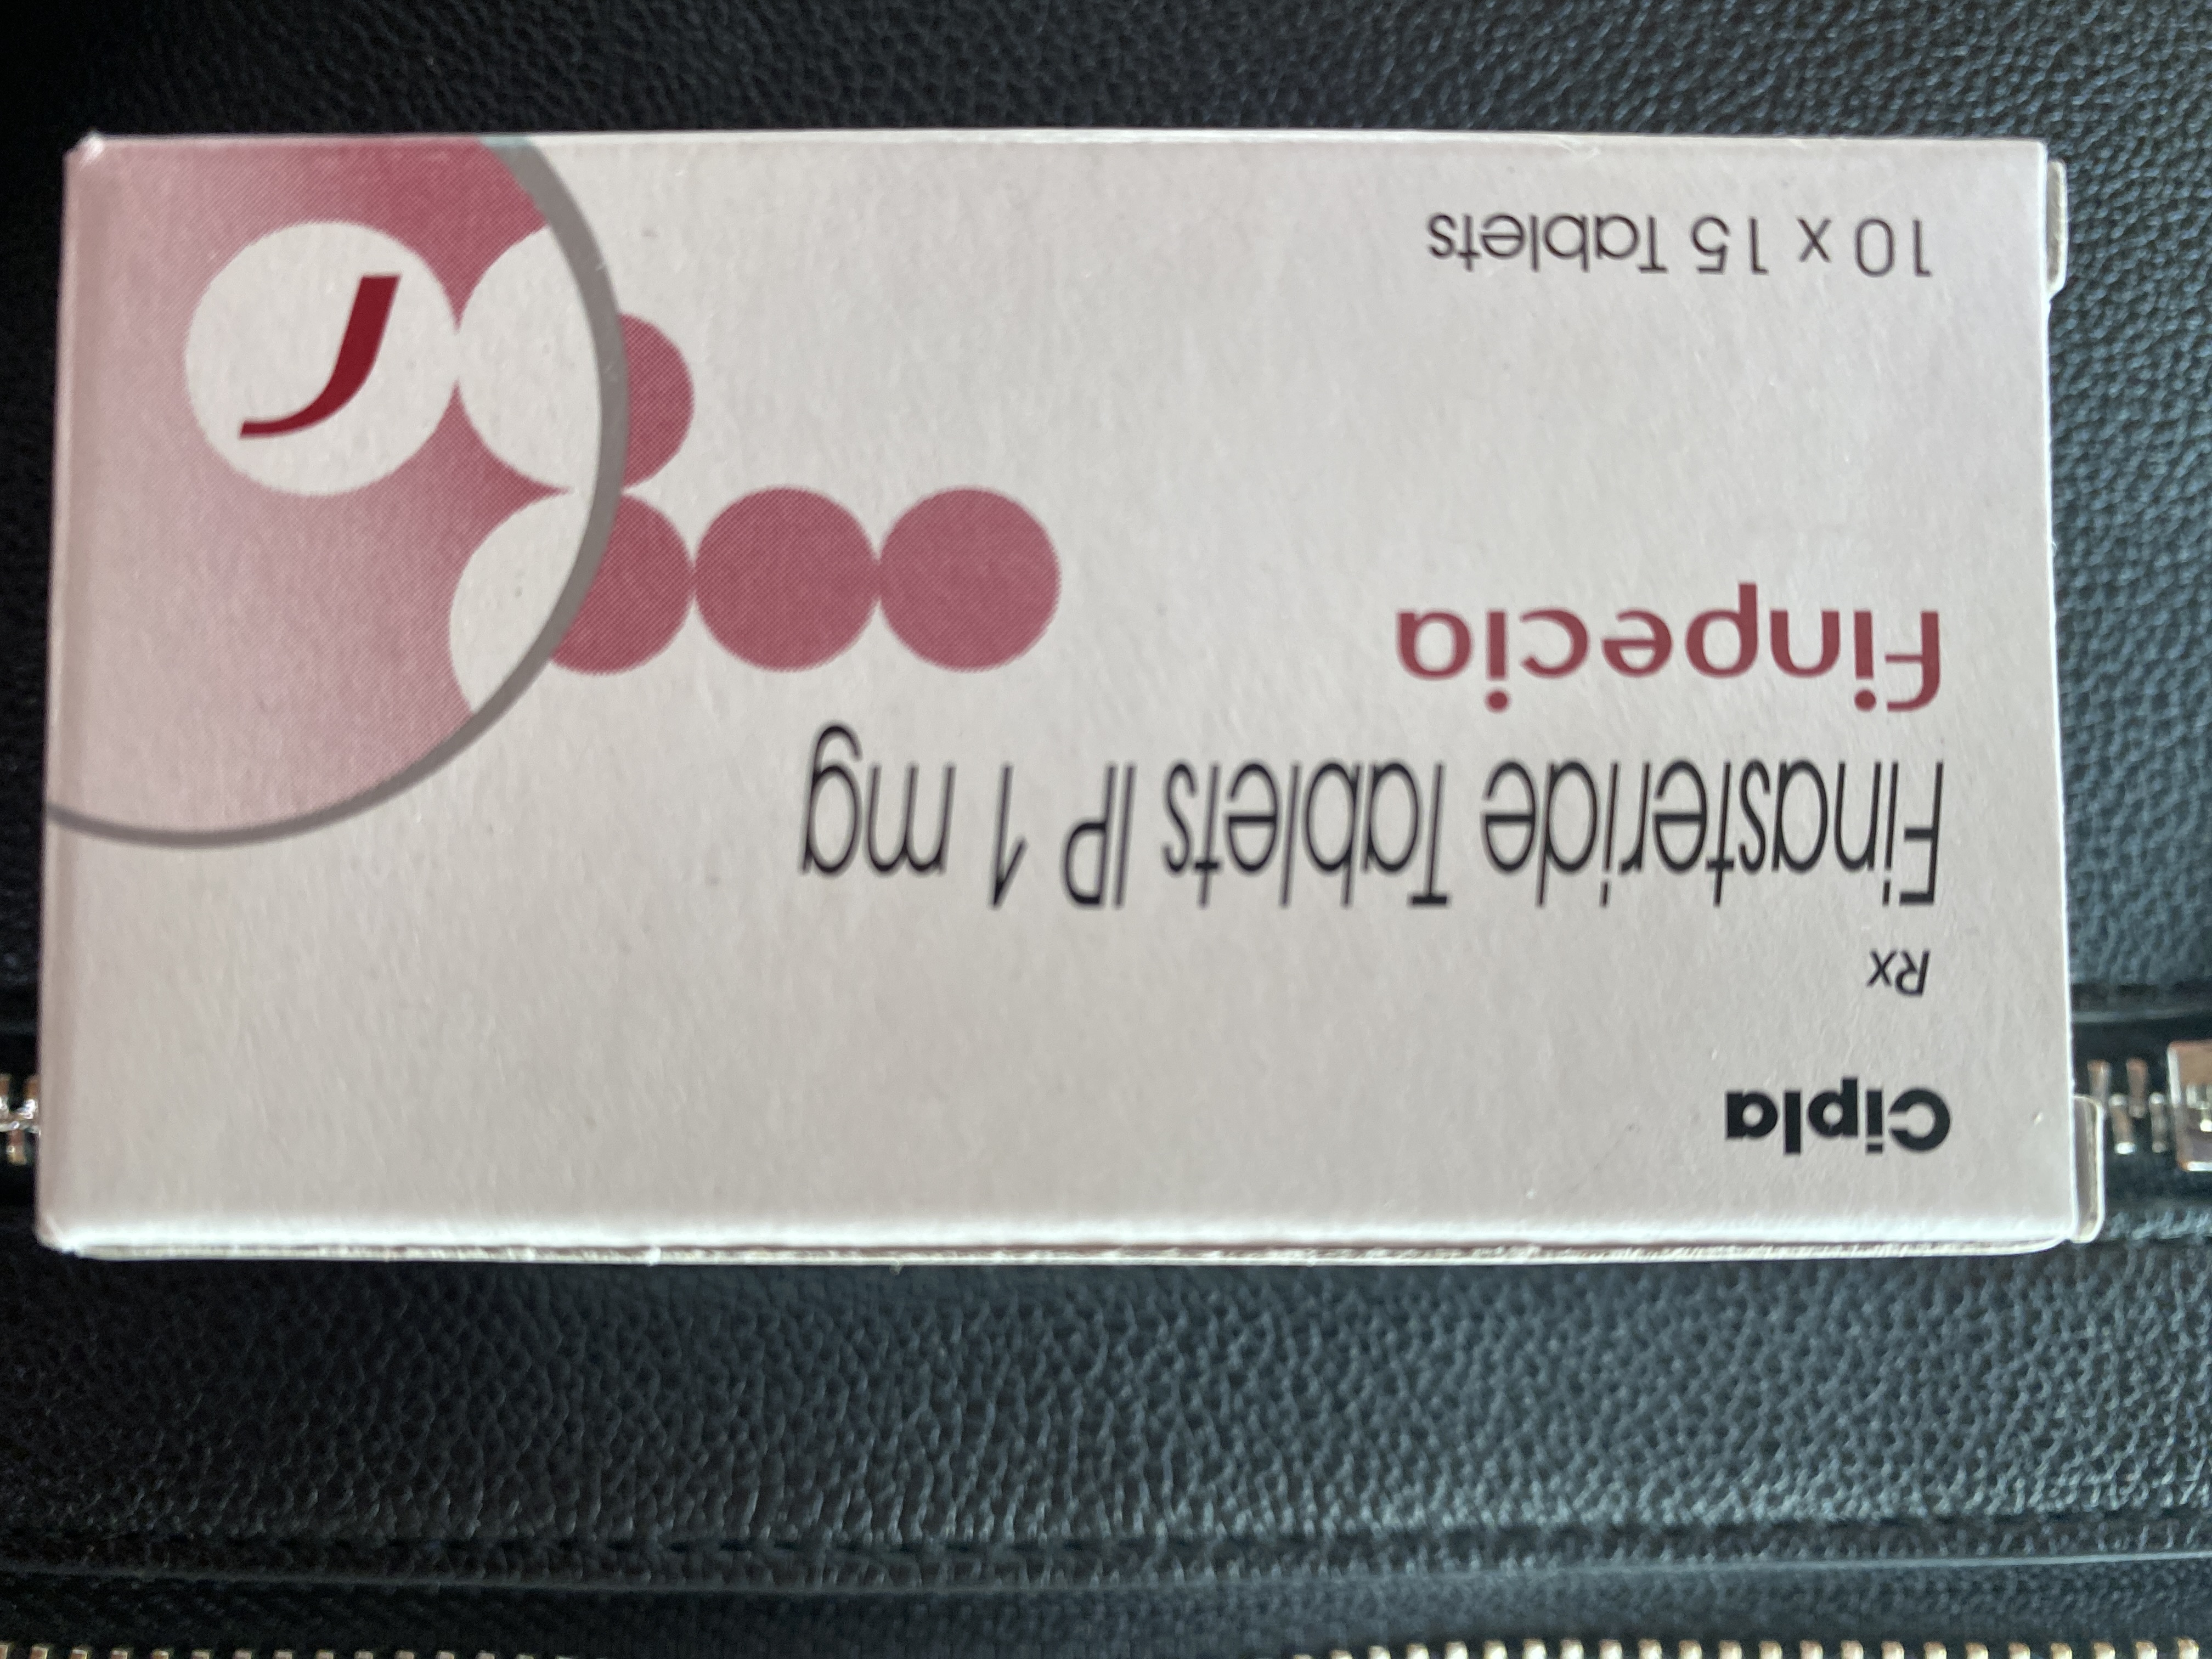 Cipla
Rx
Finasteride Tablets IP 1 mg
finpecia
10 x 15 Tablets